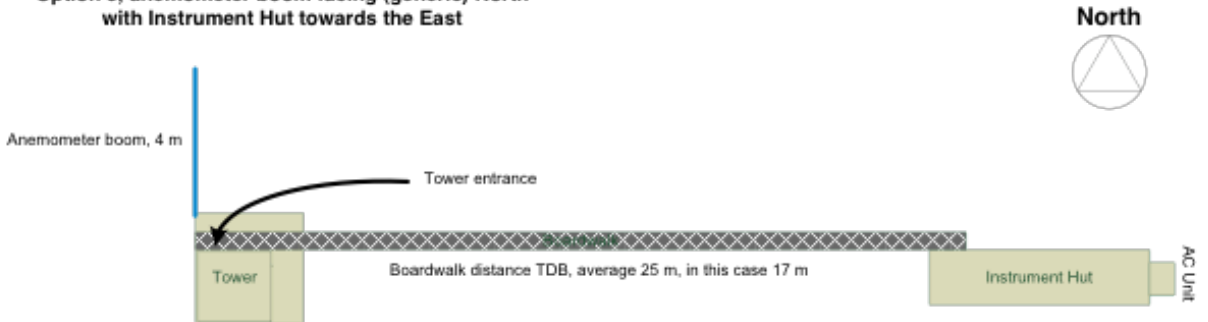 with Instrument Hut towards the East
North
Anemometer boom, 4 m
Tower entrance
Boardwalk
Tower
Boardwalk distance TDB, average 25 m, in this case 17 m
Instrument Hut
AC Unit